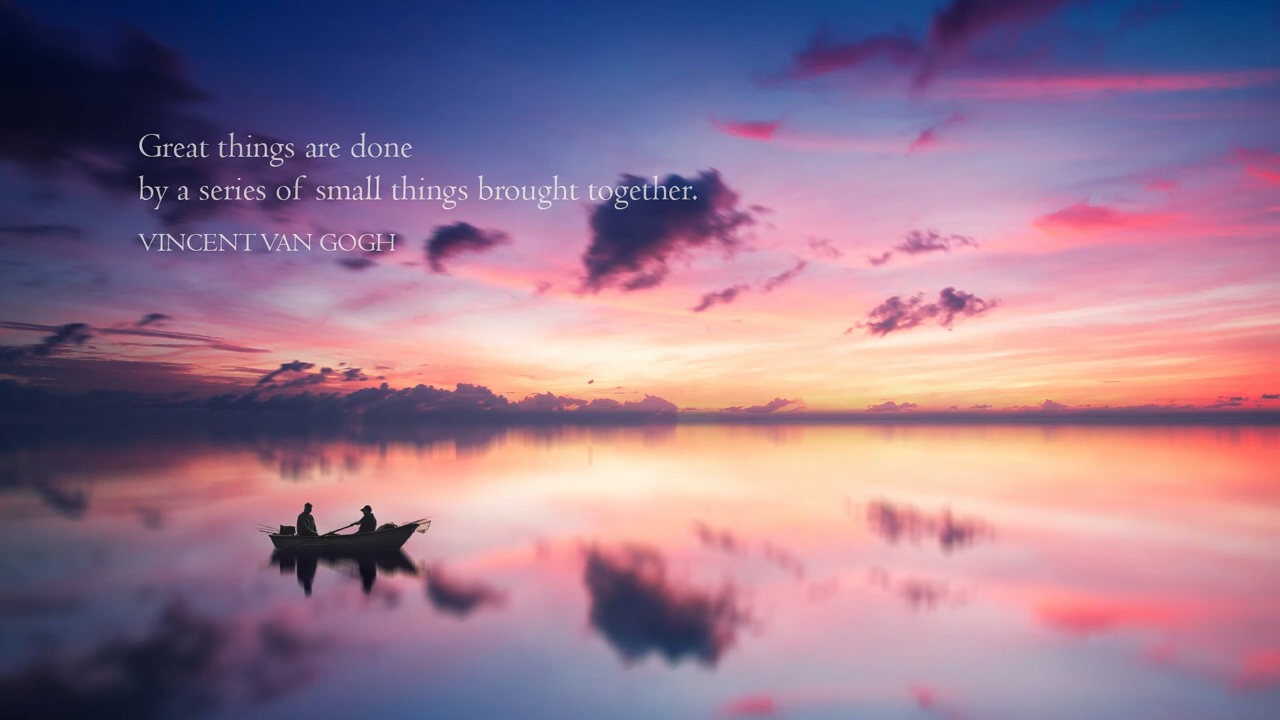 Great things are done
by a series of small things brought together.
VINCENT VAN GOGH